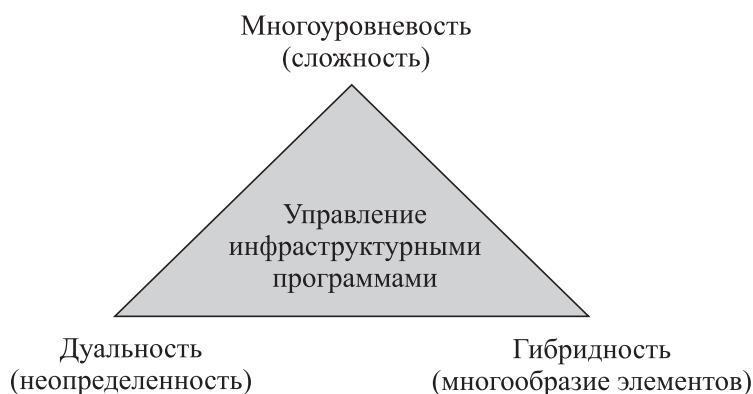 Многоуровневость
(сложность)
Управление
инфраструктурными
программами
Дуальность
(неопределенность)
Гибридность
(многообразие элементов)